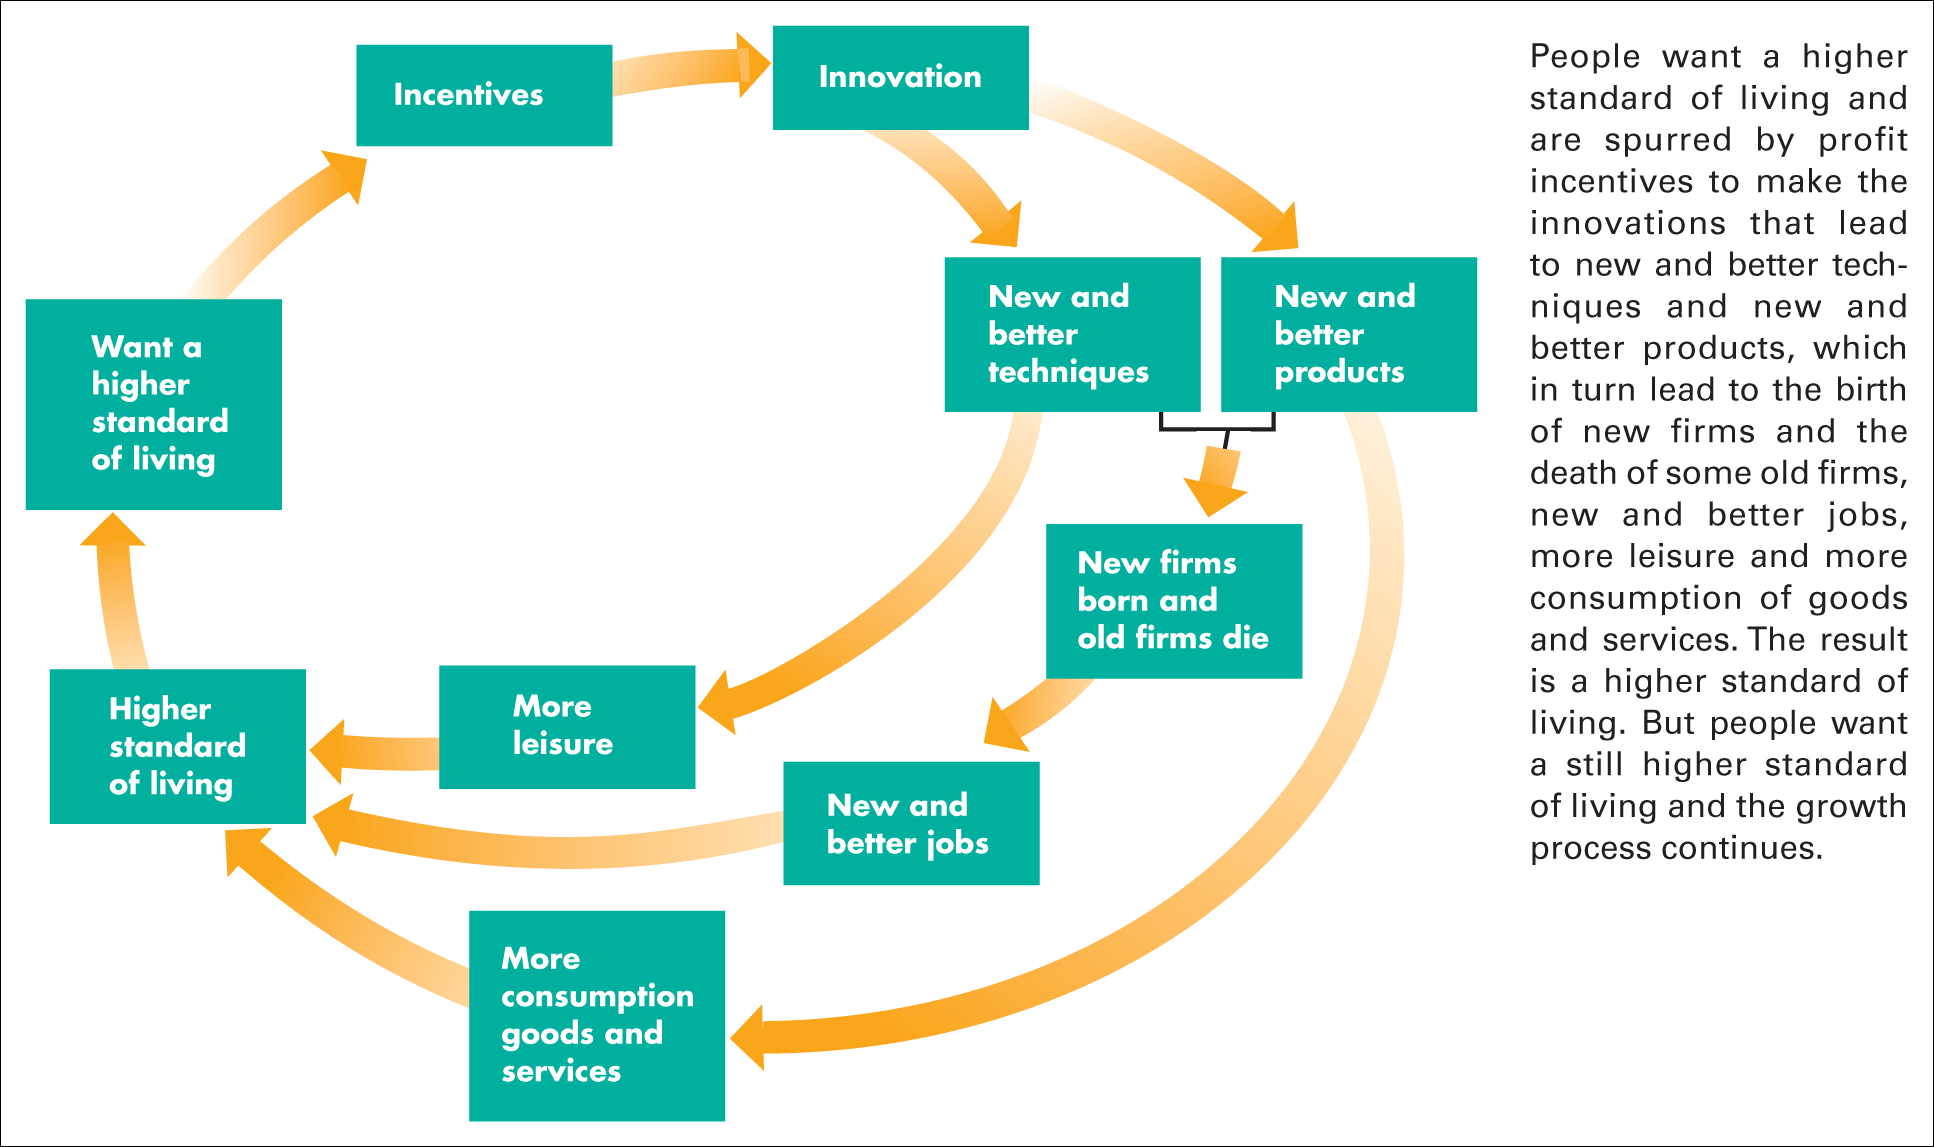 Incentives
Innovation
New and
better
techniques
New and
better
products
Want a
higher
standard
of living
New firms
born and
old firms die
More
leisure
Higher
standard
of living
New and
better jobs
More
consumption
goods and
services
People want a higher
standard of living and
are spurred by profit
incentives to make the
innovations that lead
to new and better tech-
niques and new and
better products, which
in turn lead to the birth
of new firms and the
death of some old firms,
new and better jobs,
more leisure and more
consumption of goods
and services. The result
is a higher standard of
living. But people want
a still higher standard
of living and the growth
process continues.